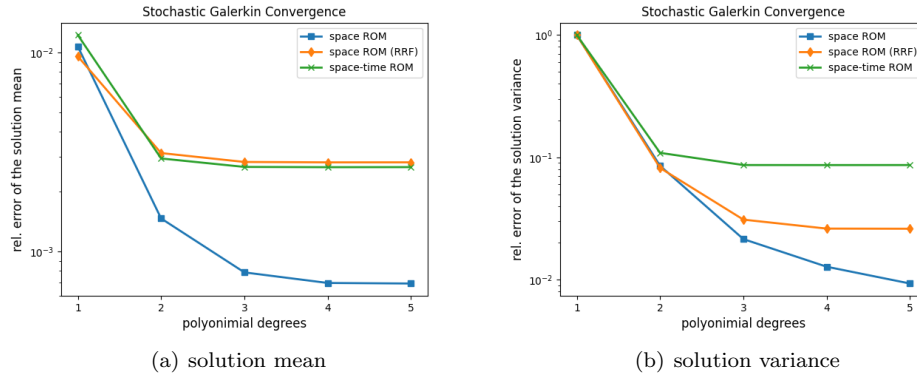 Stochastic Galerkin Convergence
rel. error of the solution mean
10⁻²
10⁻³
space ROM
space ROM (RRF)
space-time ROM
1 2 3 4 5
polyonimial degrees
(a) solution mean
Stochastic Galerkin Convergence
rel. error of the solution variance
10⁰
10⁻¹
10⁻²
space ROM
space ROM (RRF)
space-time ROM
1 2 3 4 5
polyonimial degrees
(b) solution variance